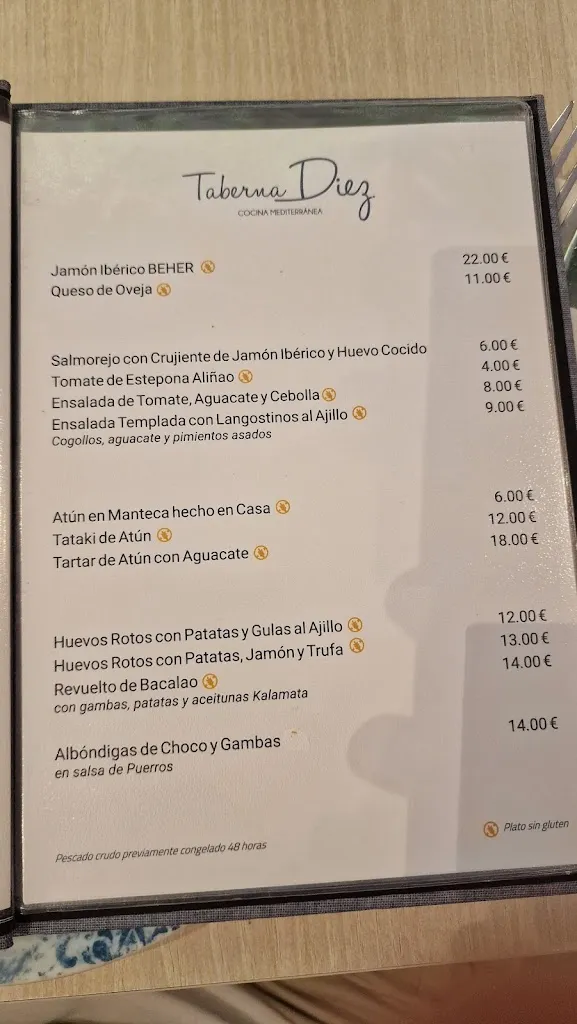 Taberna Diez
COCINA MEDITERRÁNEA
Jamón Ibérico BEHER 22.00 €
Queso de Oveja 11.00 €
Salmorejo con Crujiente de Jamón Ibérico y Huevo Cocido 6.00 €
Tomate de Estepona Aliñao 4.00 €
Ensalada de Tomate, Aguacate y Cebolla 8.00 €
Ensalada Templada con Langostinos al Ajillo 9.00 €
Cogollos, aguacate y pimientos asados
Atún en Manteca hecho en Casa 6.00 €
Tataki de Atún 12.00 €
Tartar de Atún con Aguacate 18.00 €
Huevos Rotos con Patatas y Gulas al Ajillo 12.00 €
Huevos Rotos con Patatas, Jamón y Trufa 13.00 €
Revuelto de Bacalao 14.00 €
con gambas, patatas y aceitunas Kalamata
Albóndigas de Choco y Gambas 14.00 €
en salsa de Puerros
Plato sin gluten
Pescado crudo previamente congelado 48 horas